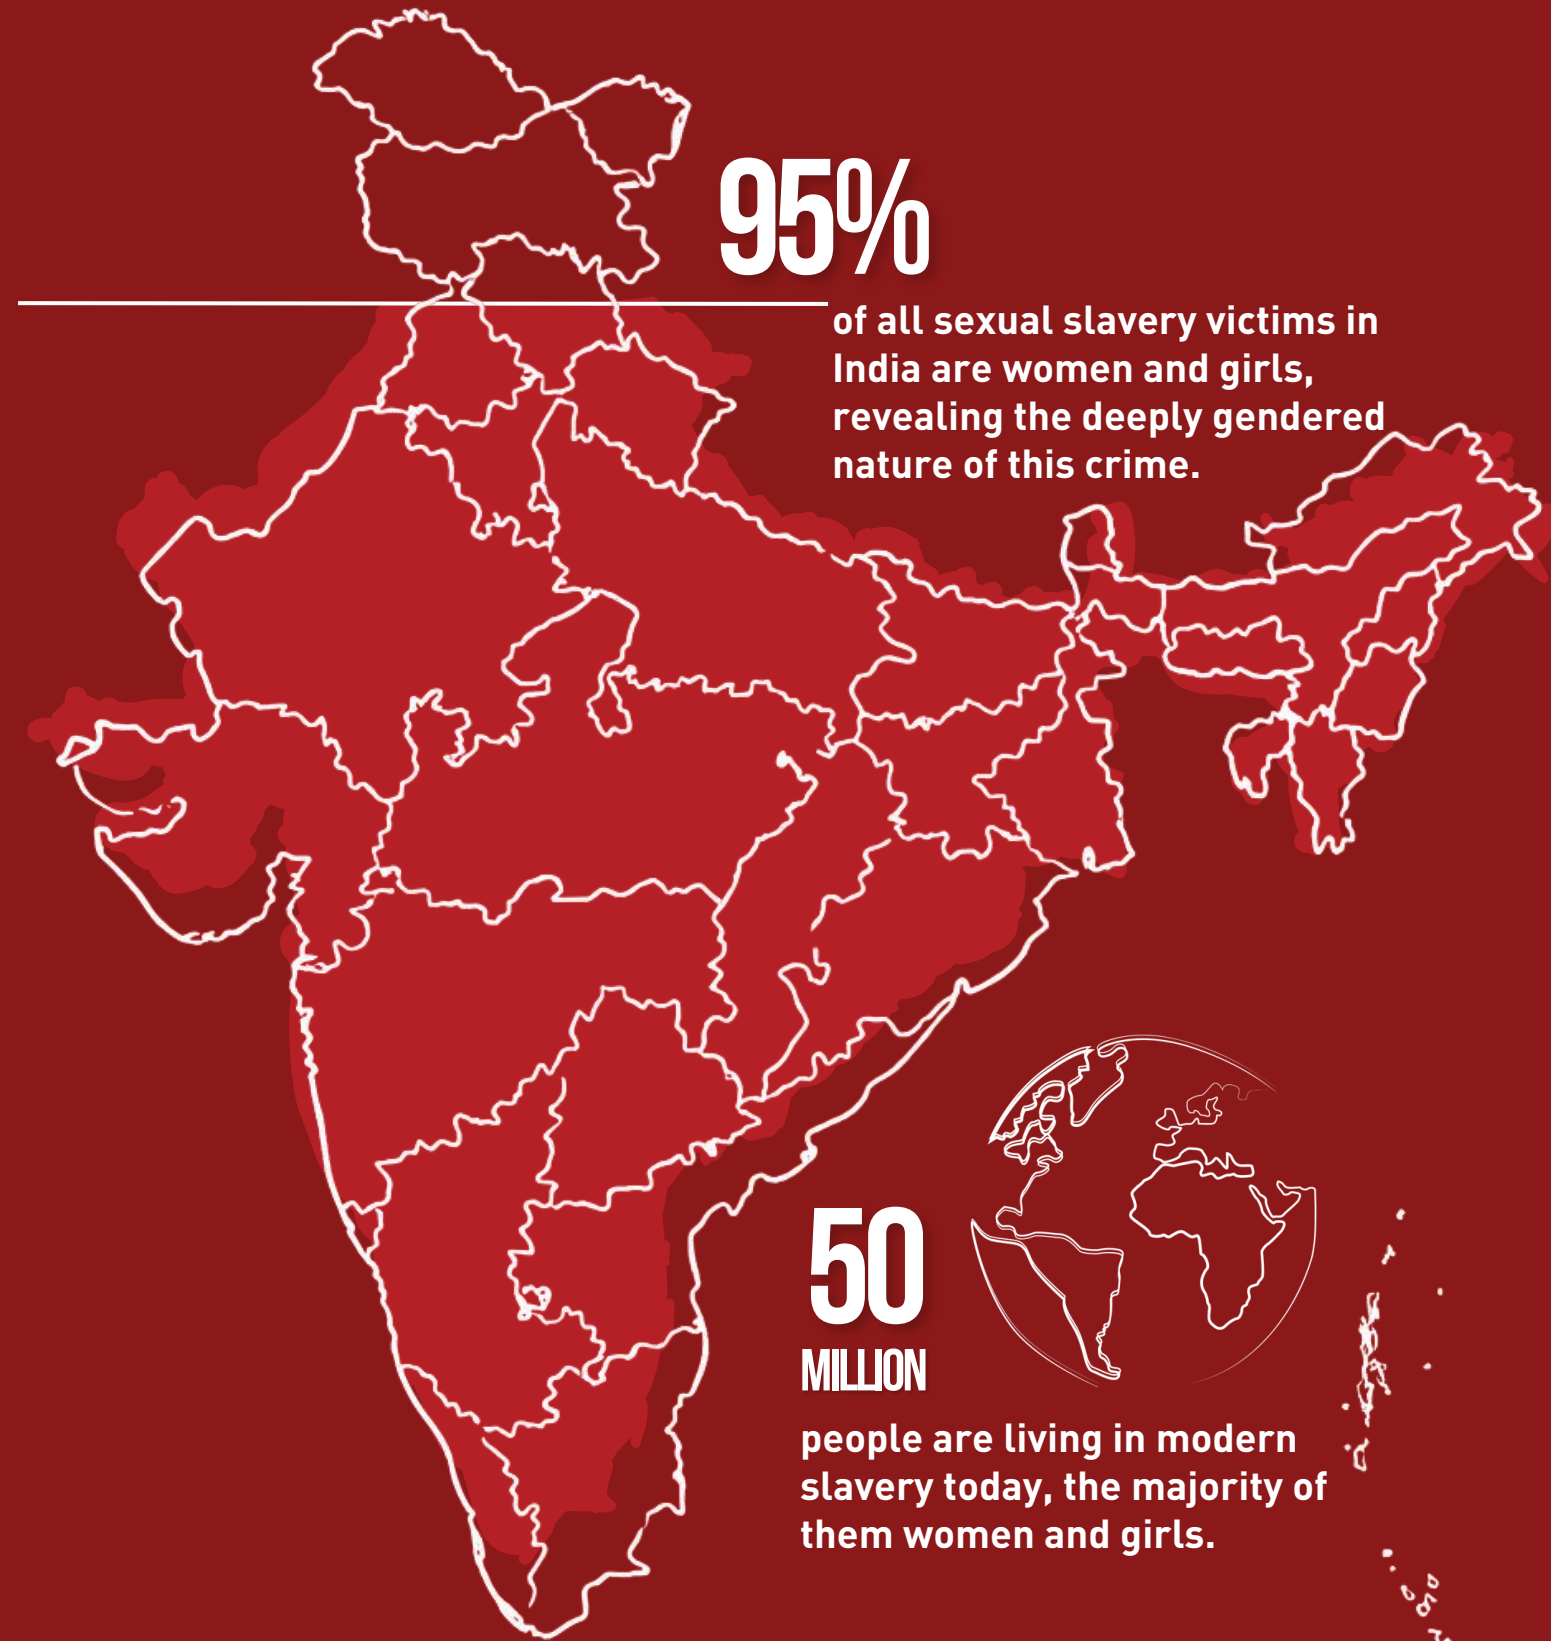 95%
of all sexual slavery victims in
India are women and girls,
revealing the deeply gendered
nature of this crime.
50
MILLION
people are living in modern
slavery today, the majority of
them women and girls.